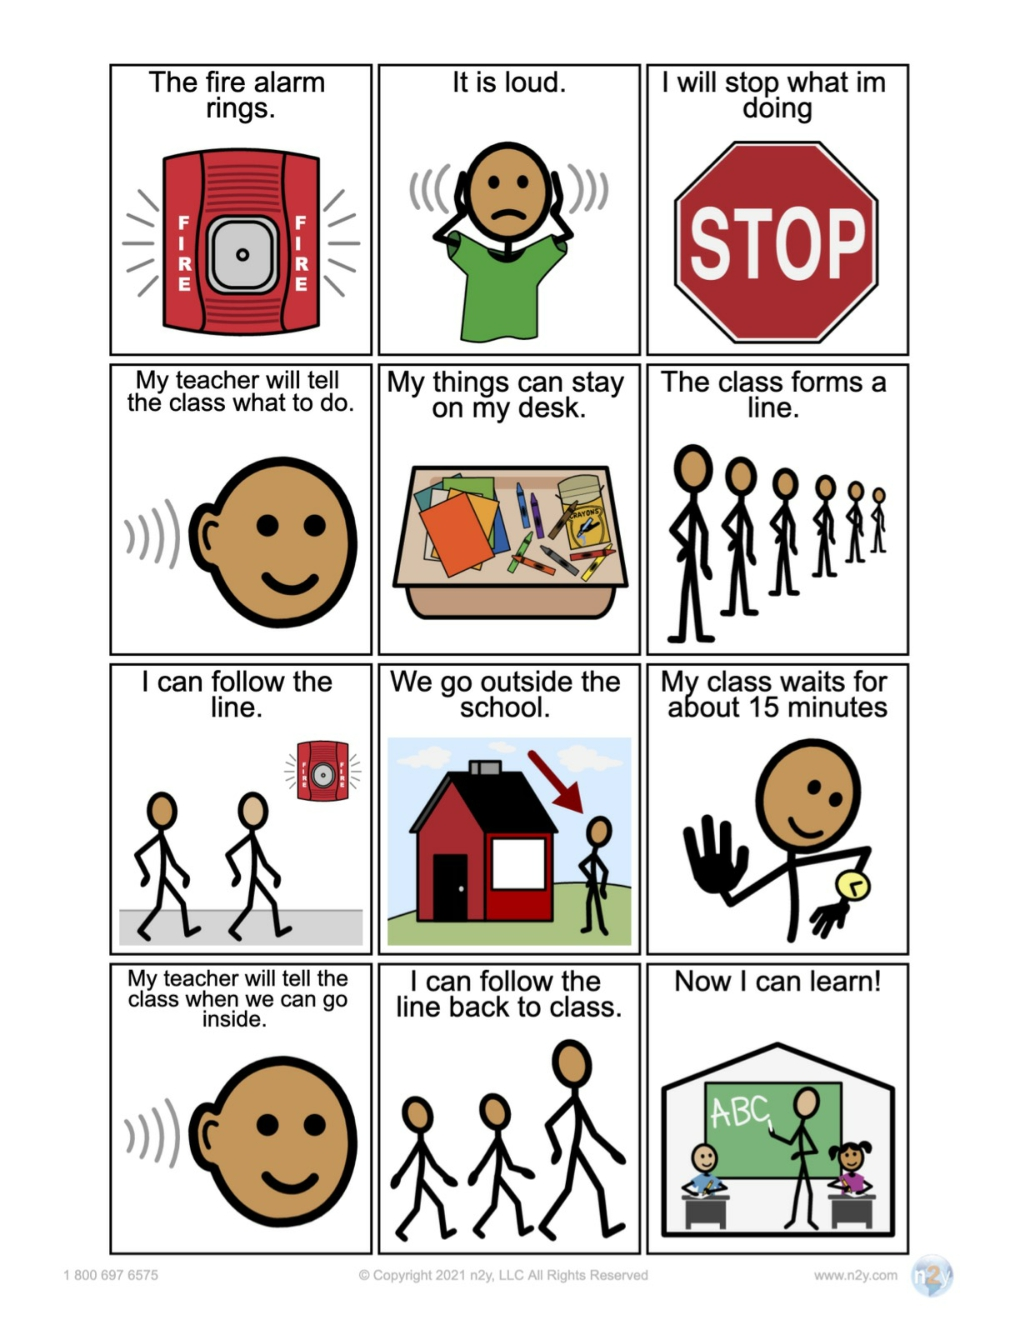 The fire alarm
rings.
FIRE
FIRE
It is loud.
I will stop what im
doing
STOP
My teacher will tell
the class what to do.
My things can stay
on my desk.
CRAYONS
The class forms a
line.
I can follow the
line.
FIRE
FIRE
We go outside the
school.
My class waits for
about 15 minutes
My teacher will tell the
class when we can go
inside.
I can follow the
line back to class.
Now I can learn!
ABC
1 800 697 6575
© Copyright 2021 n2y, LLC All Rights Reserved
www.n2y.com
n2y